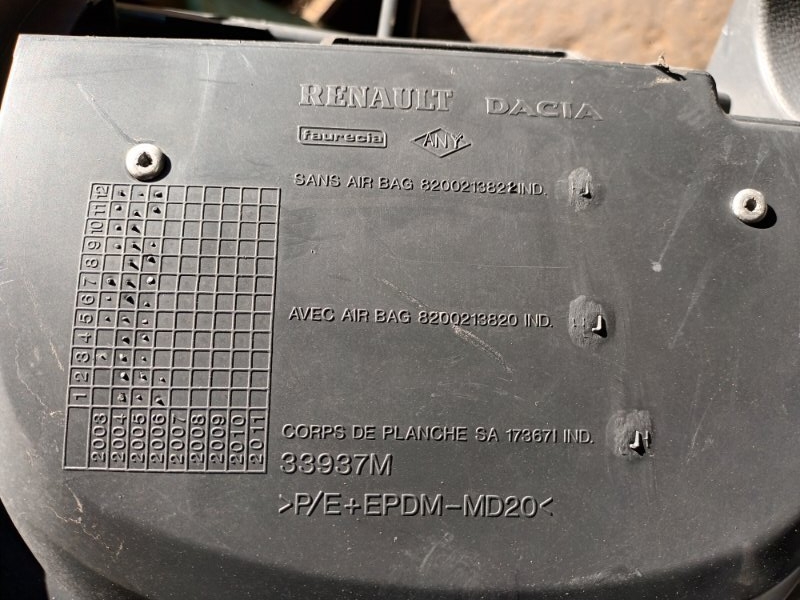 RENAULT DACIA
faurecia ANY
SANS AIR BAG 8200213822 IND. J
AVEC AIR BAG 8200213820 IND. J
CORPS DE PLANCHE SA 173671 IND.
33937M
>P/E+EPDM-MD20<
12
11
10
9
8
7
6
5
4
3
2
1
2003 2004 2005 2006 2007 2008 2009 2010 2011